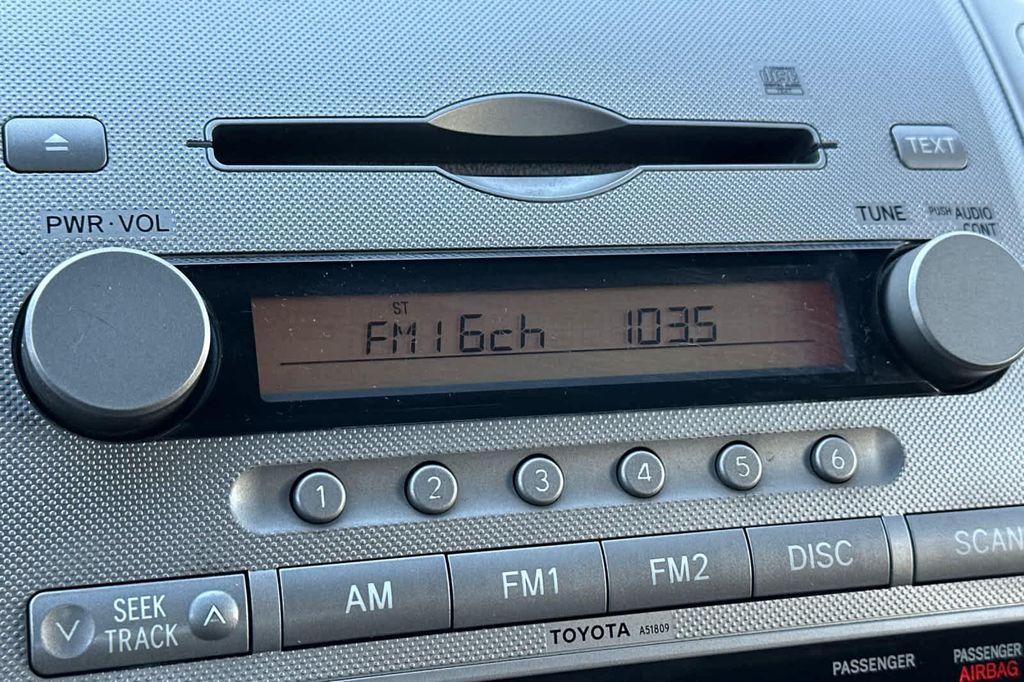 TEXT
PWR · VOL
TUNE
PUSH AUDIO
CONT
ST
FM1 6ch 103.5
1 2 3 4 5 6
SEEK
TRACK
AM
FM1
FM2
DISC
SCAN
TOYOTA A51809
PASSENGER
PASSENGER
AIRBAG